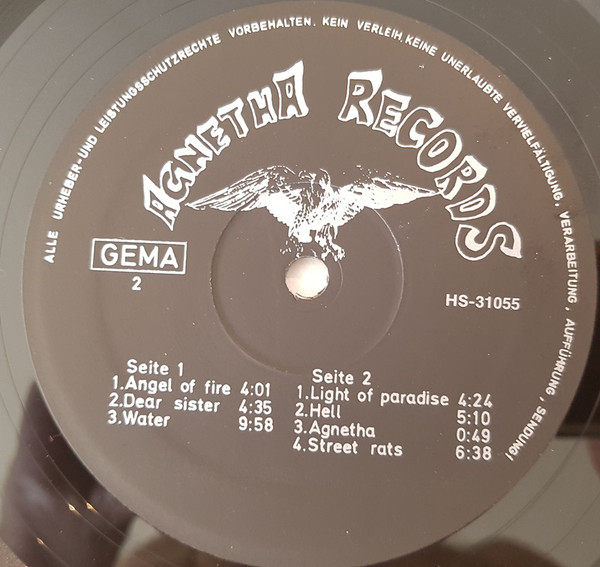 ALLE URHEBER-UND LEISTUNGSSCHUTZRECHTE VORBEHALTEN. KEIN VERLEIH, KEINE UNERLAUBTE VERVIELFÄLTIGUNG, VERARBEITUNG, AUFFÜHRUNG, SENDUNG!
AGNETHA RECORDS
GEMA
2
HS-31055
Seite 1
1.Angel of fire 4:01
2.Dear sister 4:35
3.Water 9:58
Seite 2
1.Light of paradise 4:24
2.Hell 5:10
3.Agnetha 0:49
4.Street rats 6:38